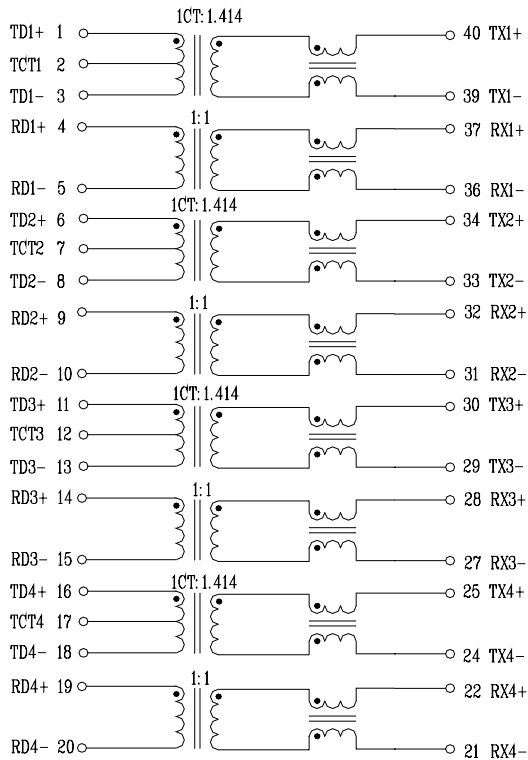 1CT:1.414
TD1+ 1 40 TX1+
TCT1 2
TD1- 3 39 TX1-
1:1
RD1+ 4 37 RX1+
RD1- 5 36 RX1-
1CT:1.414
TD2+ 6 34 TX2+
TCT2 7
TD2- 8 33 TX2-
1:1
RD2+ 9 32 RX2+
RD2- 10 31 RX2-
1CT:1.414
TD3+ 11 30 TX3+
TCT3 12
TD3- 13 29 TX3-
1:1
RD3+ 14 28 RX3+
RD3- 15 27 RX3-
1CT:1.414
TD4+ 16 25 TX4+
TCT4 17
TD4- 18 24 TX4-
1:1
RD4+ 19 22 RX4+
RD4- 20 21 RX4-